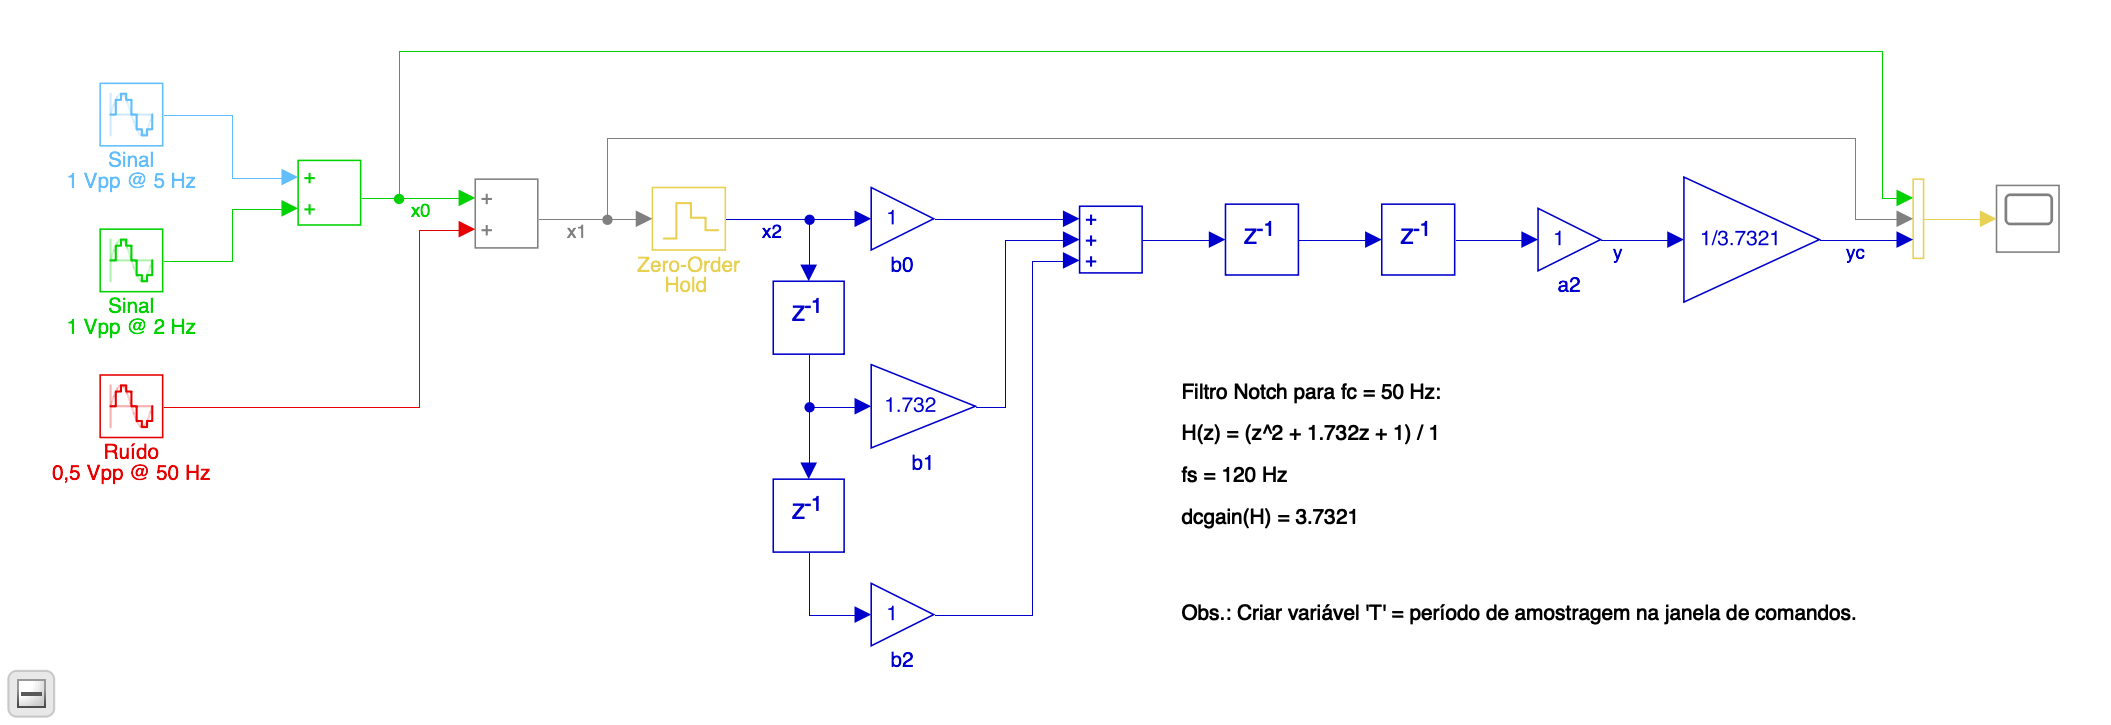 Sinal
1 Vpp @ 5 Hz
Sinal
1 Vpp @ 2 Hz
Ruído
0,5 Vpp @ 50 Hz
+
+
x0
+
+
x1
Zero-Order
Hold
x2
1
b0
z-1
1.732
b1
z-1
1
b2
+
+
+
z-1
z-1
1
a2
y
1/3.7321
yc
Filtro Notch para fc = 50 Hz:
H(z) = (z^2 + 1.732z + 1) / 1
fs = 120 Hz
dcgain(H) = 3.7321
Obs.: Criar variável 'T' = período de amostragem na janela de comandos.